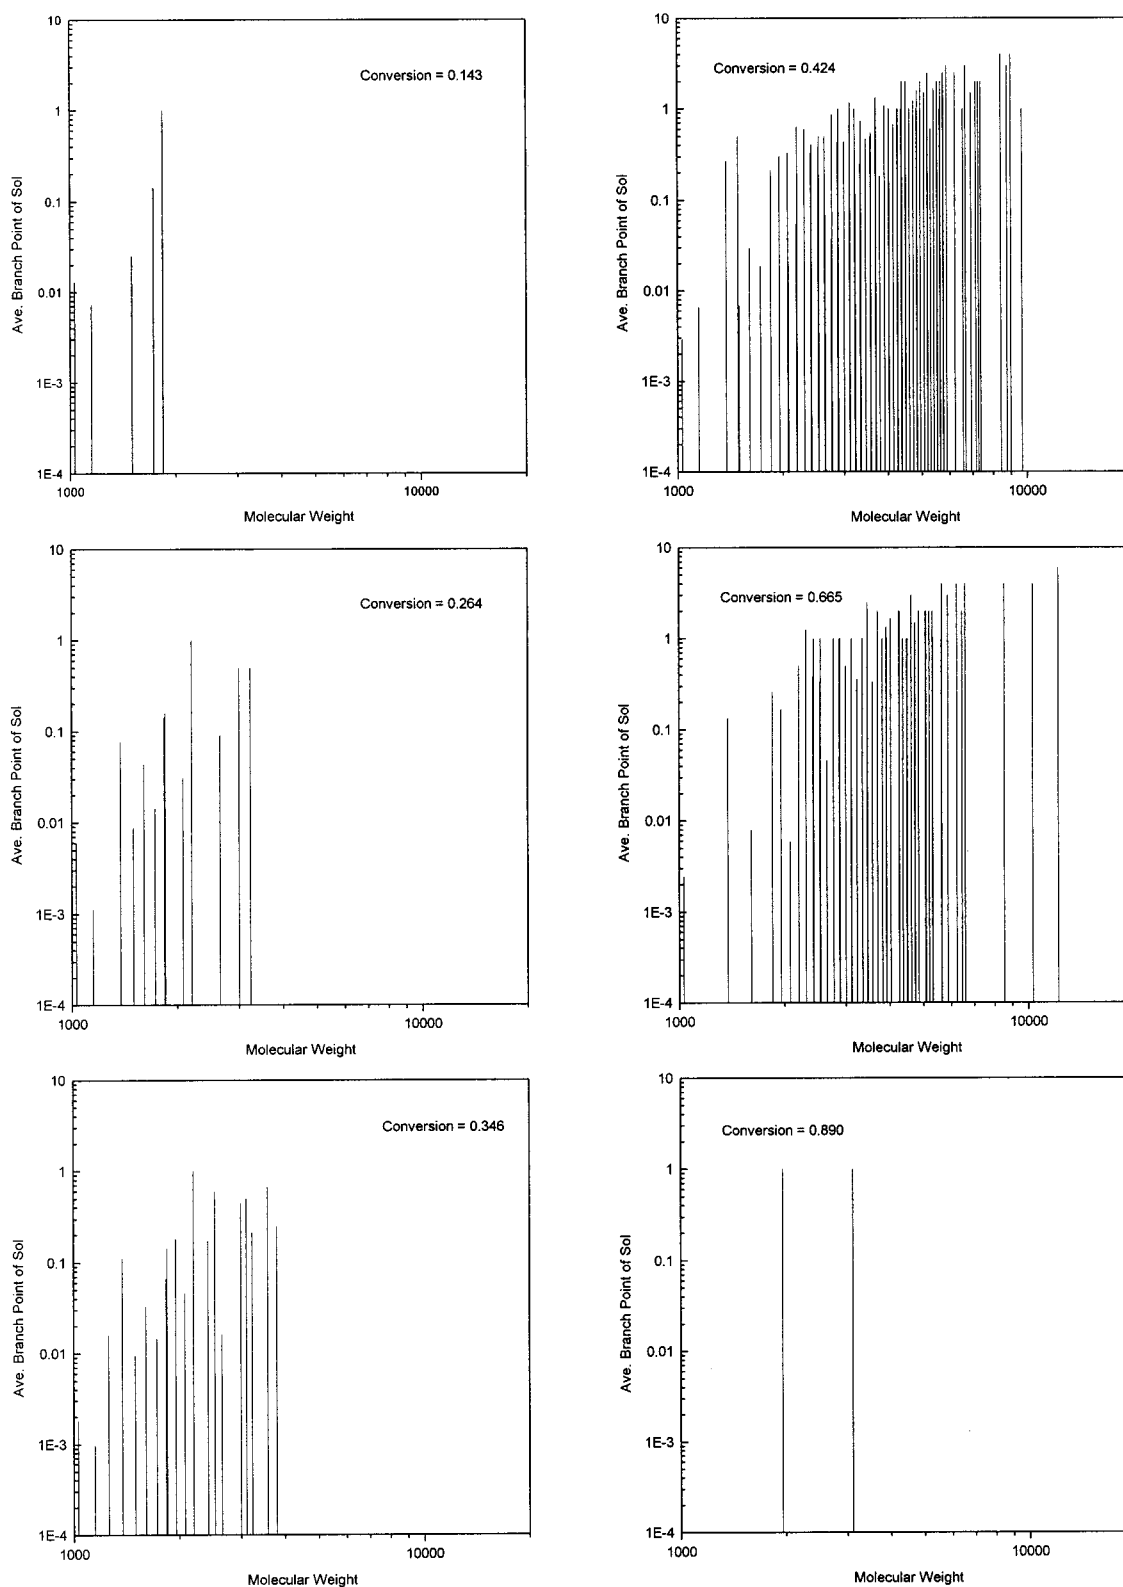 10
1
0.1
0.01
1E-3
1E-4
Ave. Branch Point of Sol
Conversion = 0.143
1000
10000
Molecular Weight
10
1
0.1
0.01
1E-3
1E-4
Ave. Branch Point of Sol
Conversion = 0.424
1000
10000
Molecular Weight
10
1
0.1
0.01
1E-3
1E-4
Ave. Branch Point of Sol
Conversion = 0.264
1000
10000
Molecular Weight
10
1
0.1
0.01
1E-3
1E-4
Ave. Branch Point of Sol
Conversion = 0.665
1000
10000
Molecular Weight
10
1
0.1
0.01
1E-3
1E-4
Ave. Branch Point of Sol
Conversion = 0.346
1000
10000
Molecular Weight
10
1
0.1
0.01
1E-3
1E-4
Ave. Branch Point of Sol
Conversion = 0.890
1000
10000
Molecular Weight